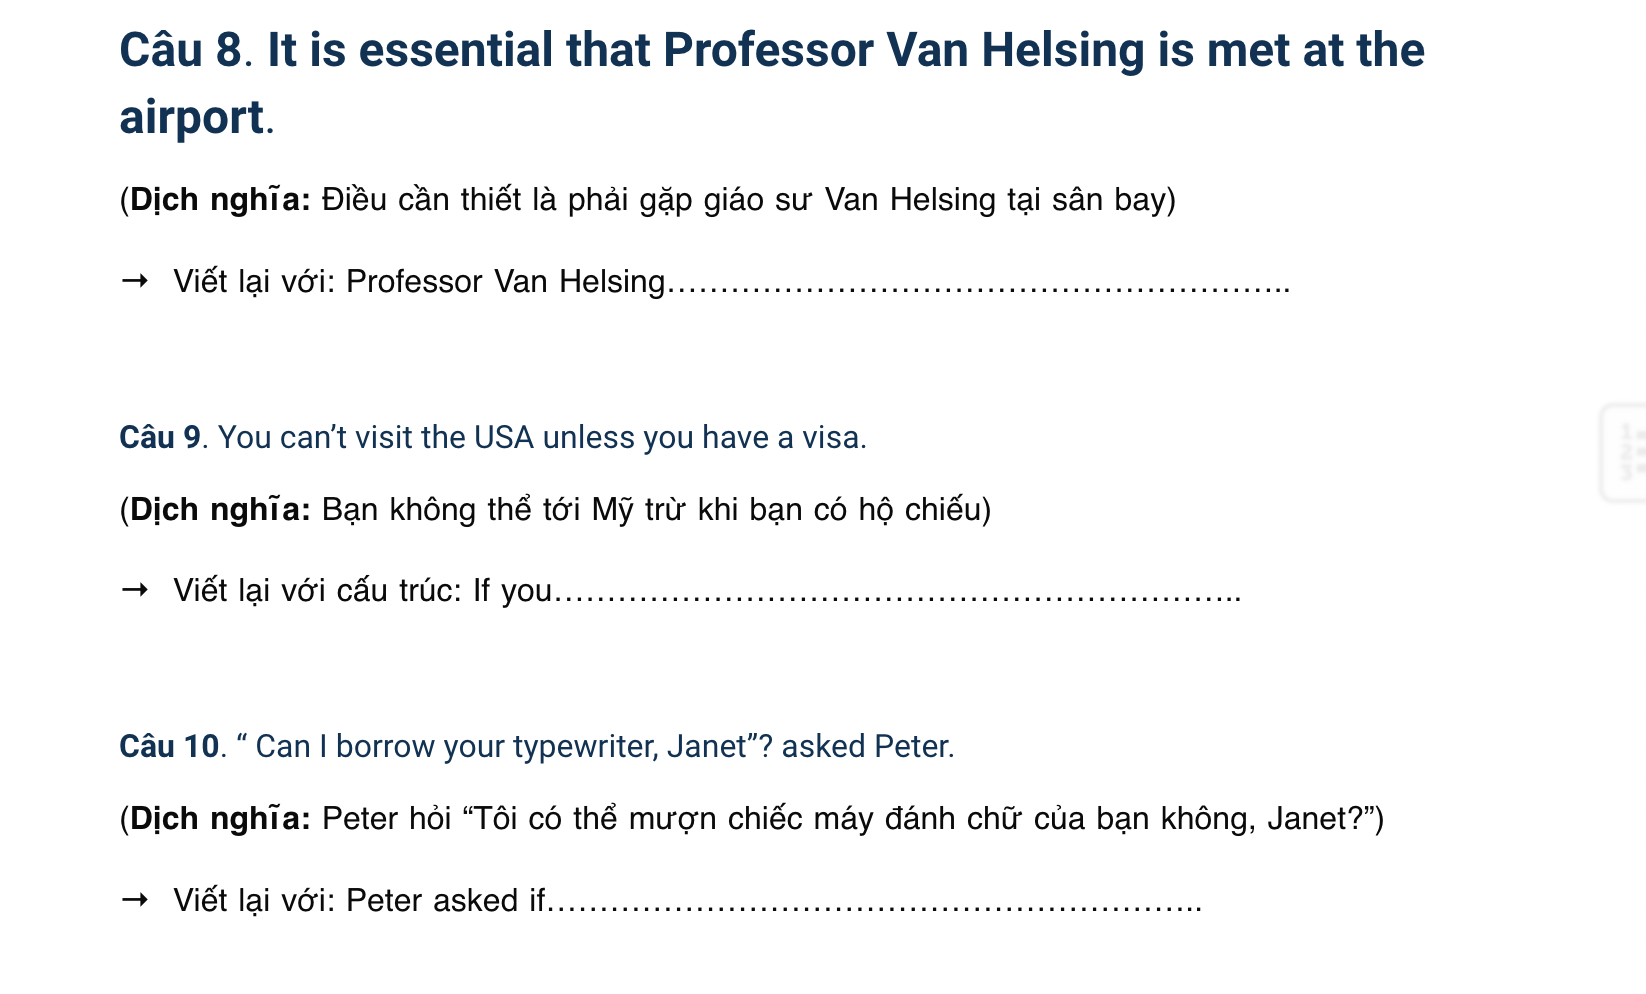 Câu 8. It is essential that Professor Van Helsing is met at the
airport.
(Dịch nghĩa: Điều cần thiết là phải gặp giáo sư Van Helsing tại sân bay)
→ Viết lại với: Professor Van Helsing…………………………………………………..
Câu 9. You can’t visit the USA unless you have a visa.
(Dịch nghĩa: Bạn không thể tới Mỹ trừ khi bạn có hộ chiếu)
→ Viết lại với cấu trúc: If you………………………………………………………..
Câu 10. “ Can I borrow your typewriter, Janet”? asked Peter.
(Dịch nghĩa: Peter hỏi “Tôi có thể mượn chiếc máy đánh chữ của bạn không, Janet?”)
→ Viết lại với: Peter asked if……………………………………………………..